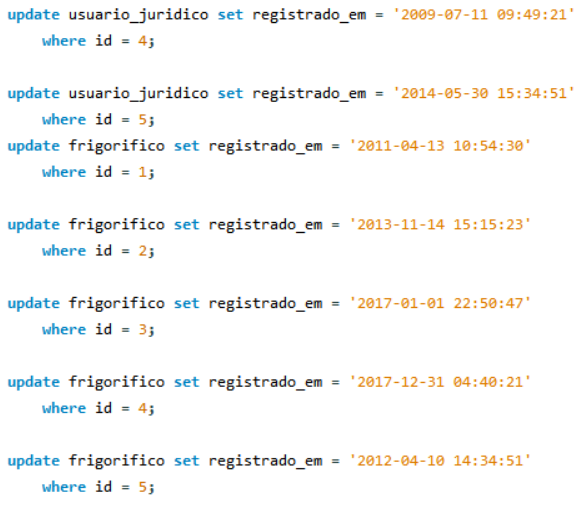 update usuario_juridico set registrado_em = '2009-07-11 09:49:21'
where id = 4;
update usuario_juridico set registrado_em = '2014-05-30 15:34:51'
where id = 5;
update frigorifico set registrado_em = '2011-04-13 10:54:30'
where id = 1;
update frigorifico set registrado_em = '2013-11-14 15:15:23'
where id = 2;
update frigorifico set registrado_em = '2017-01-01 22:50:47'
where id = 3;
update frigorifico set registrado_em = '2017-12-31 04:40:21'
where id = 4;
update frigorifico set registrado_em = '2012-04-10 14:34:51'
where id = 5;